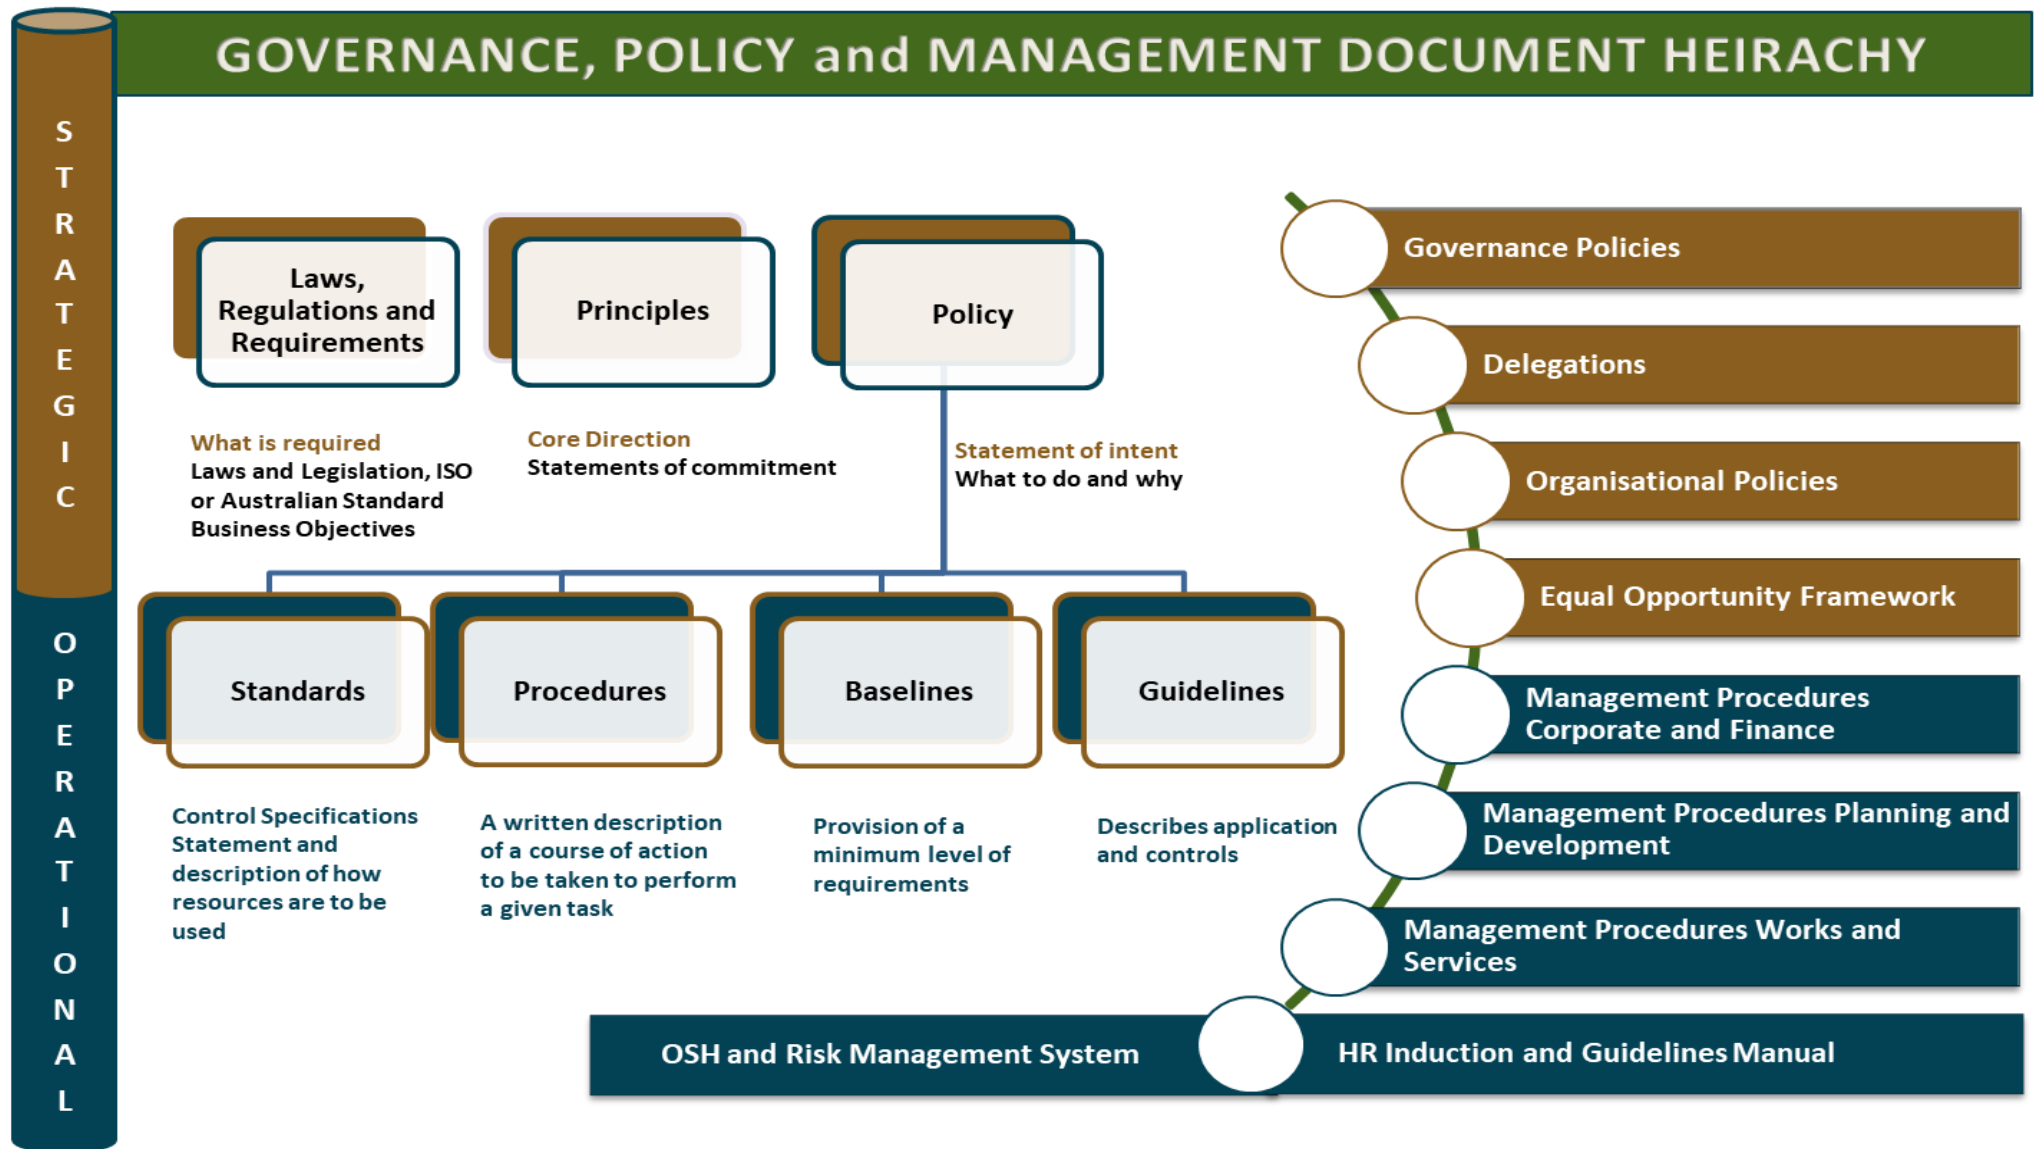 GOVERNANCE, POLICY and MANAGEMENT DOCUMENT HEIRACHY
STRATEGIC
OPERATIONAL
Laws,
Regulations and
Requirements
Principles
Policy
What is required
Laws and Legislation, ISO
or Australian Standard
Business Objectives
Core Direction
Statements of commitment
Statement of intent
What to do and why
Standards
Procedures
Baselines
Guidelines
Control Specifications
Statement and
description of how
resources are to be
used
A written description
of a course of action
to be taken to perform
a given task
Provision of a
minimum level of
requirements
Describes application
and controls
Governance Policies
Delegations
Organisational Policies
Equal Opportunity Framework
Management Procedures
Corporate and Finance
Management Procedures Planning and
Development
Management Procedures Works and
Services
OSH and Risk Management System
HR Induction and Guidelines Manual